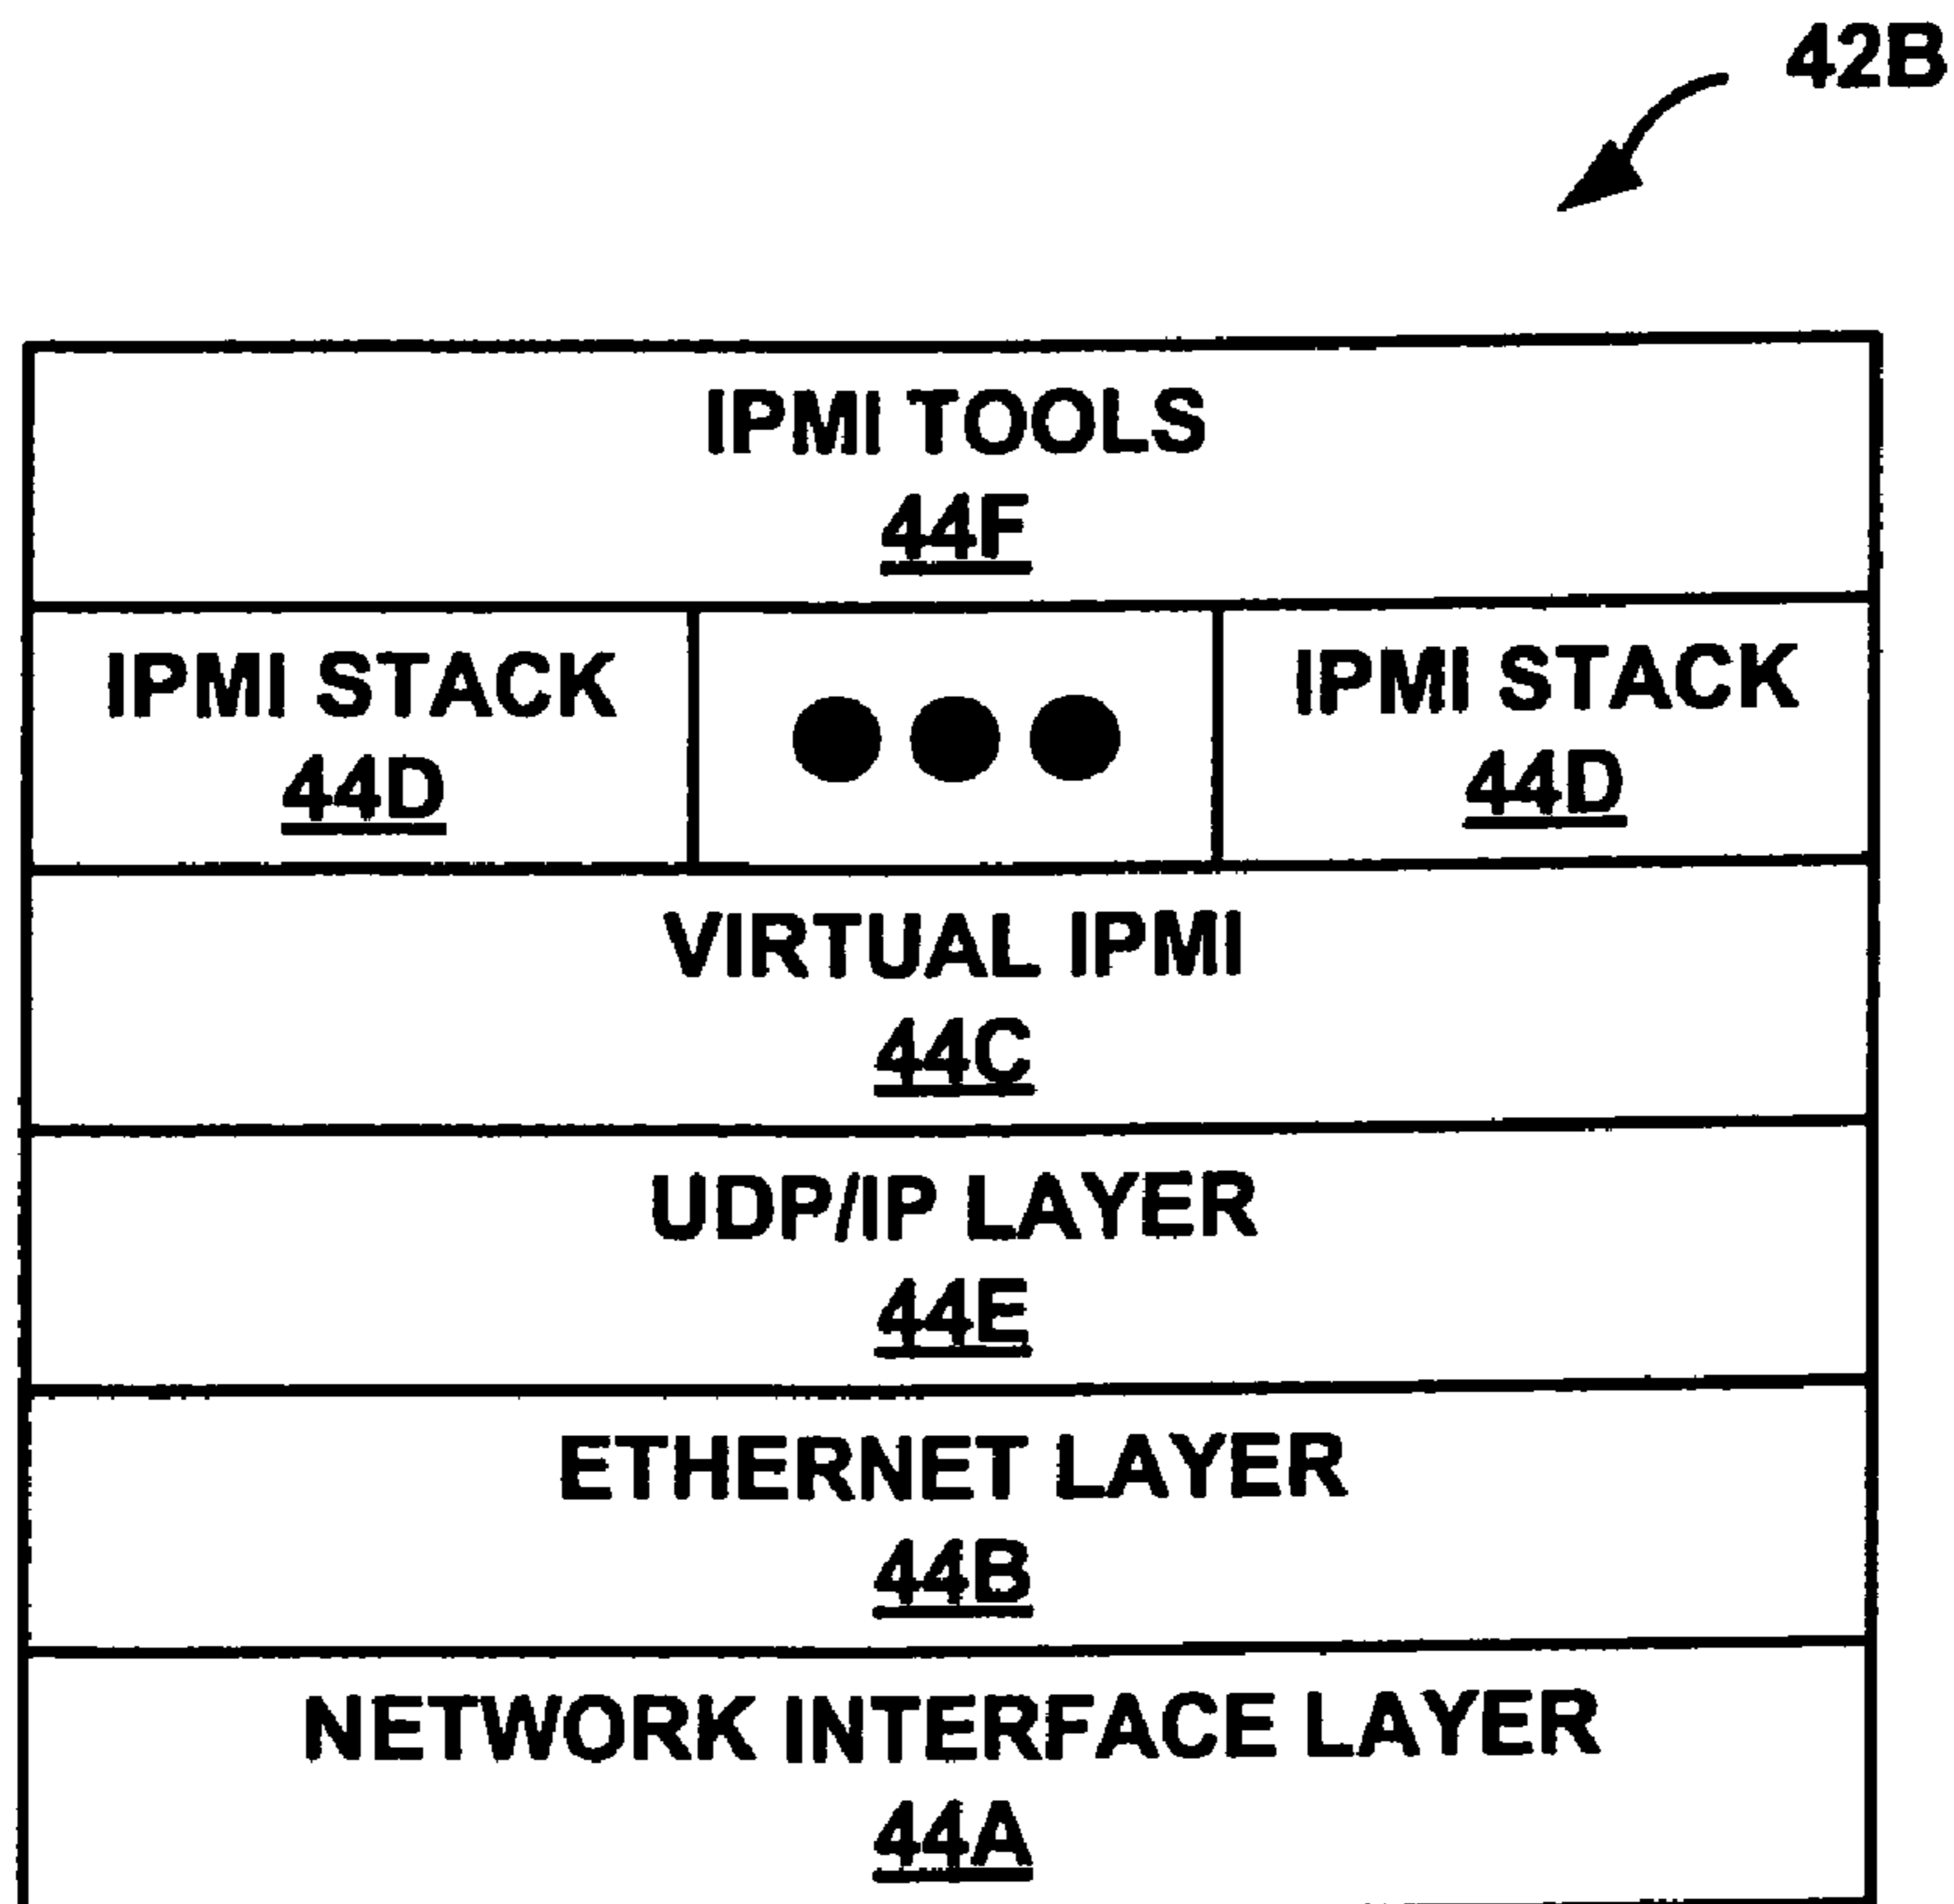 42B
IPMI TOOLS
44F
IPMI STACK
44D
IPMI STACK
44D
VIRTUAL IPMI
44C
UDP/IP LAYER
44E
ETHERNET LAYER
44B
NETWORK INTERFACE LAYER
44A